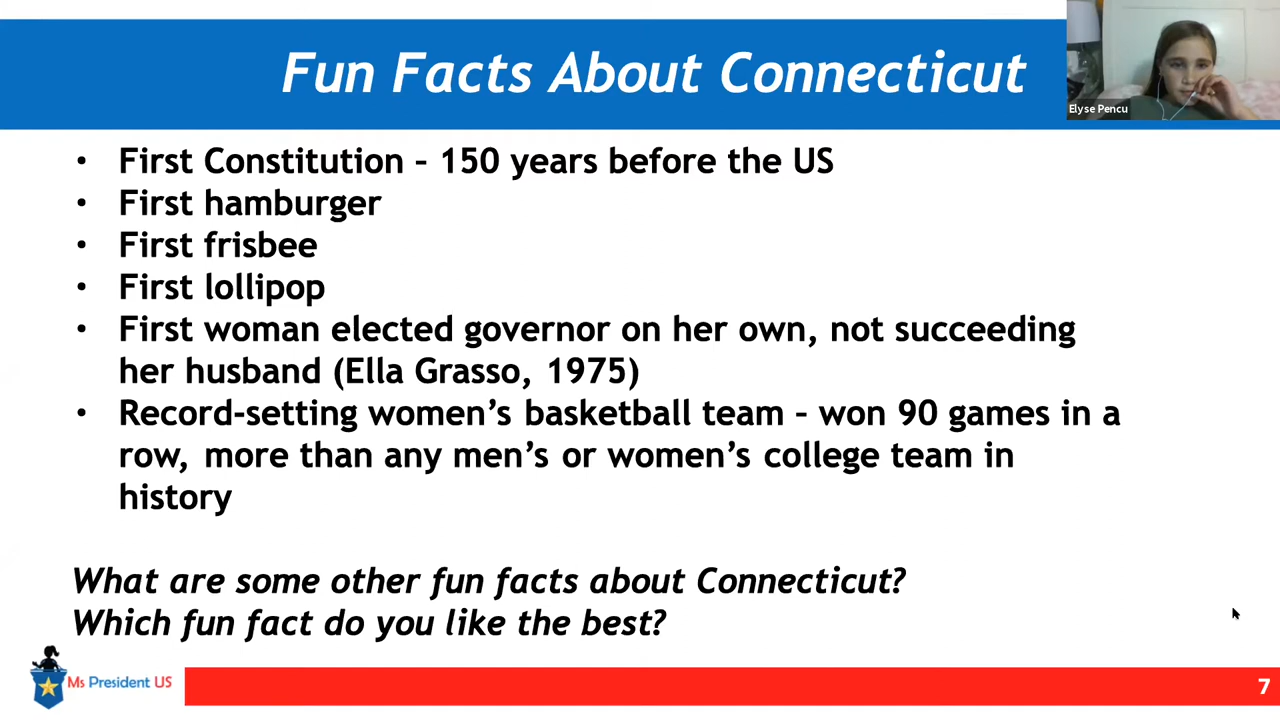 Fun Facts About Connecticut
Elyse Pencu
• First Constitution – 150 years before the US
• First hamburger
• First frisbee
• First lollipop
• First woman elected governor on her own, not succeeding
her husband (Ella Grasso, 1975)
• Record-setting women’s basketball team – won 90 games in a
row, more than any men’s or women’s college team in
history
What are some other fun facts about Connecticut?
Which fun fact do you like the best?
Ms President US
7